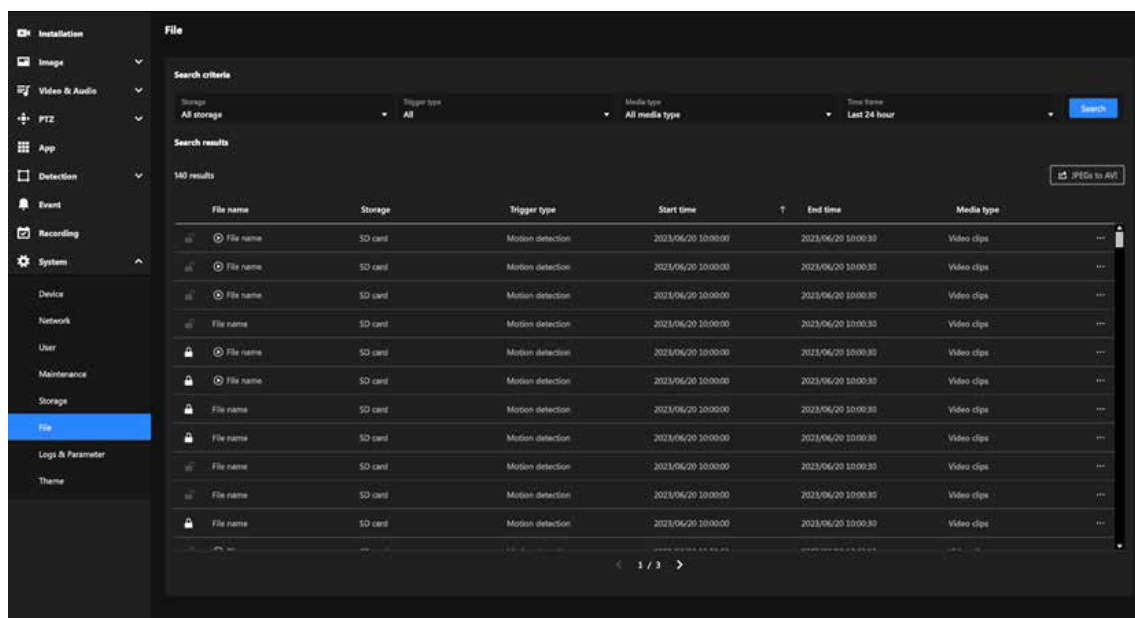 Installation
Image
Video & Audio
PTZ
App
Detection
Event
Recording
System
Device
Network
User
Maintenance
Storage
File
Logs & Parameter
Theme
File
Search criteria
Storage Trigger type Media type Time frame
All storage All All media type Last 24 hour Search
Search results
140 results JPEGs to AVI
File name Storage Trigger type Start time End time Media type
File name SD card Motion detection 2023/06/20 10:00:00 2023/06/20 10:00:30 Video clips
File name SD card Motion detection 2023/06/20 10:00:00 2023/06/20 10:00:30 Video clips
File name SD card Motion detection 2023/06/20 10:00:00 2023/06/20 10:00:30 Video clips
File name SD card Motion detection 2023/06/20 10:00:00 2023/06/20 10:00:30 Video clips
File name SD card Motion detection 2023/06/20 10:00:00 2023/06/20 10:00:30 Video clips
File name SD card Motion detection 2023/06/20 10:00:00 2023/06/20 10:00:30 Video clips
File name SD card Motion detection 2023/06/20 10:00:00 2023/06/20 10:00:30 Video clips
File name SD card Motion detection 2023/06/20 10:00:00 2023/06/20 10:00:30 Video clips
File name SD card Motion detection 2023/06/20 10:00:00 2023/06/20 10:00:30 Video clips
File name SD card Motion detection 2023/06/20 10:00:00 2023/06/20 10:00:30 Video clips
File name SD card Motion detection 2023/06/20 10:00:00 2023/06/20 10:00:30 Video clips
1 / 3